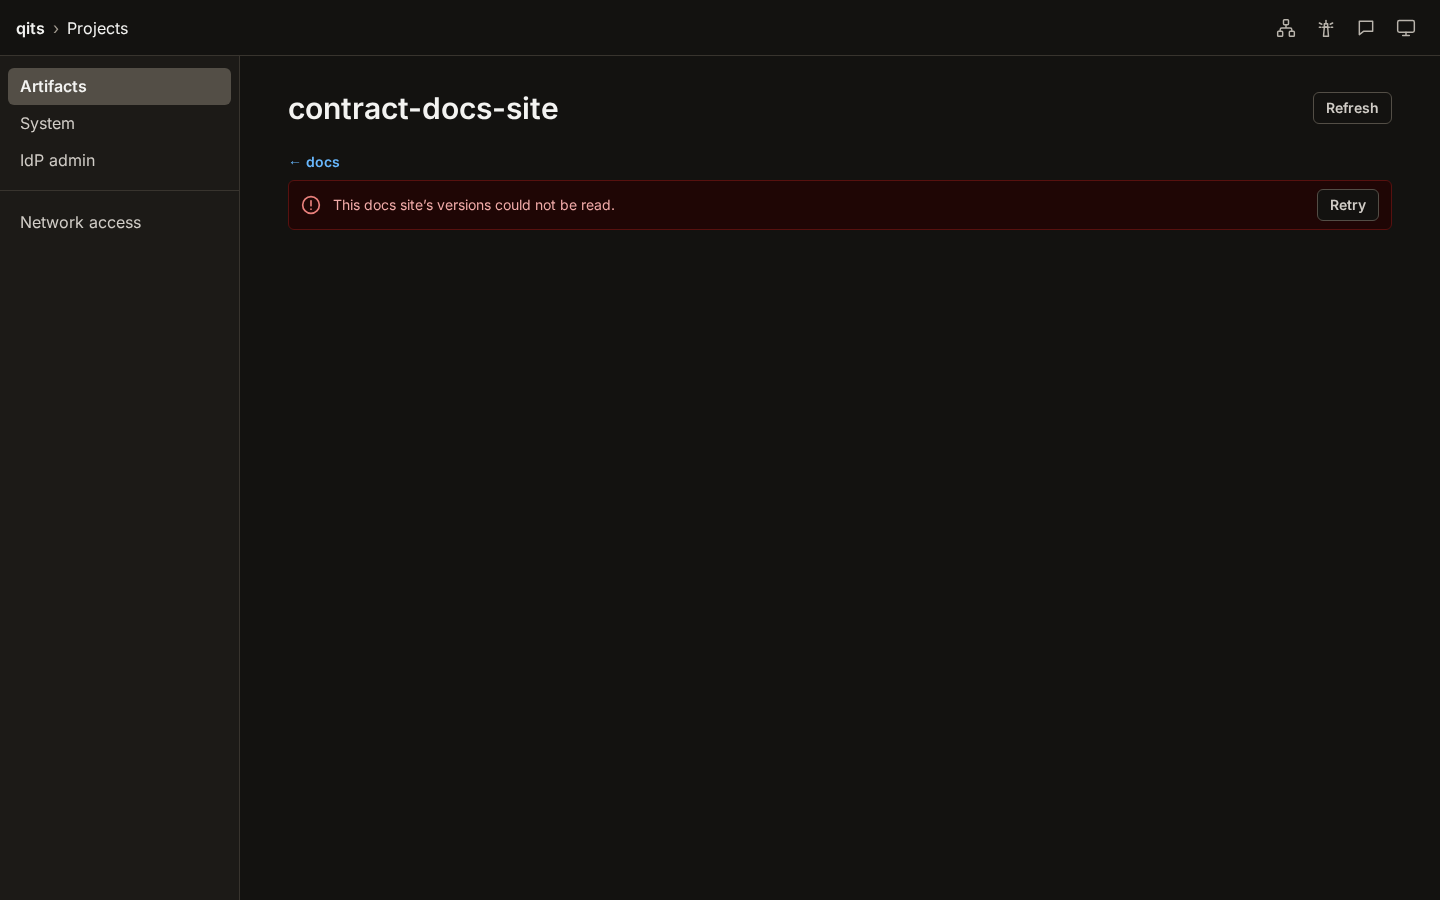 qits › Projects
Artifacts
System
IdP admin
Network access
contract-docs-site
Refresh
← docs
This docs site’s versions could not be read.
Retry